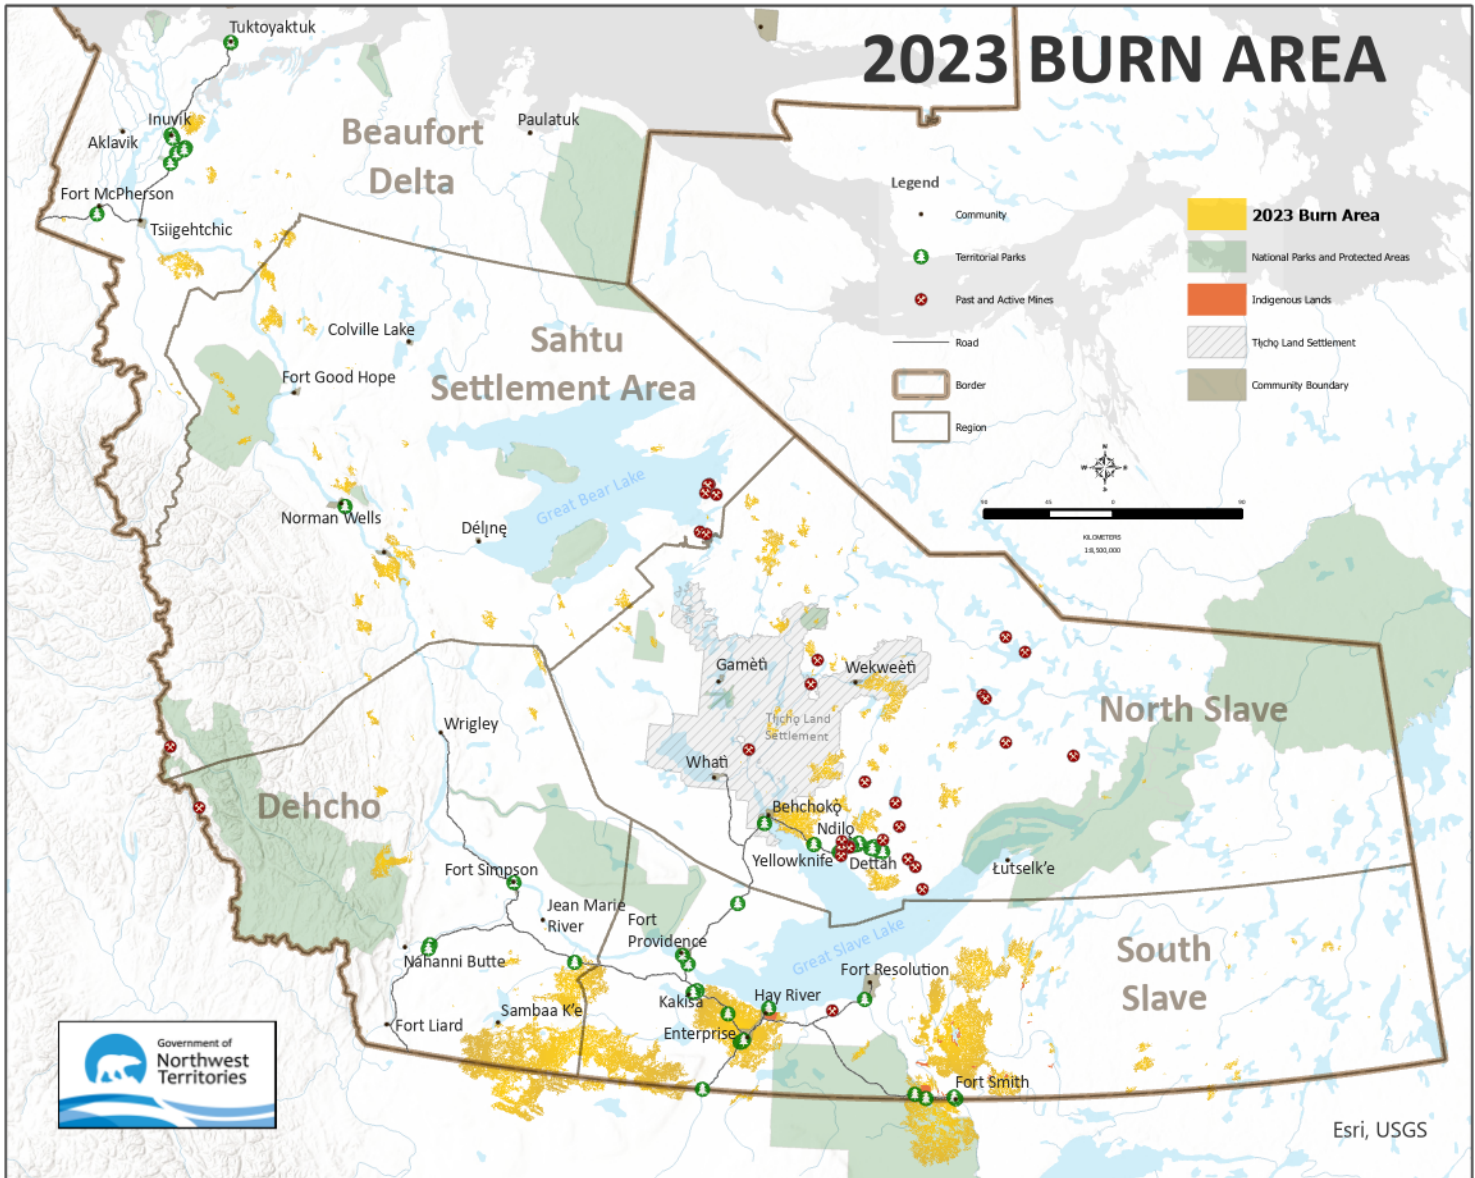 2023 BURN AREA
Tuktoyaktuk
Inuvik
Aklavik
Paulatuk
Beaufort
Delta
Fort McPherson
Tsiigehtchic
Legend
Community
Territorial Parks
Past and Active Mines
Road
Border
Region
2023 Burn Area
National Parks and Protected Areas
Indigenous Lands
Tłı̨chǫ Land Settlement
Community Boundary
N
W
E
S
90
45
0
90
KILOMETERS
Colville Lake
Sahtu
Settlement Area
Fort Good Hope
Great Bear Lake
Norman Wells
Délı̨nę
Gamètì
Wekweètì
North Slave
Tłı̨chǫ Land
Settlement
Wrigley
Whatì
Dehcho
Behchokǫ̀
Ndilǫ
Yellowknife
Dettah
Łutselk'e
Fort Simpson
Jean Marie
River
Fort
Providence
Great Slave Lake
South
Slave
Nahanni Butte
Fort Resolution
Kakisa
Hay River
Sambaa K'e
Fort Liard
Enterprise
Fort Smith
Government of
Northwest
Territories
Esri, USGS